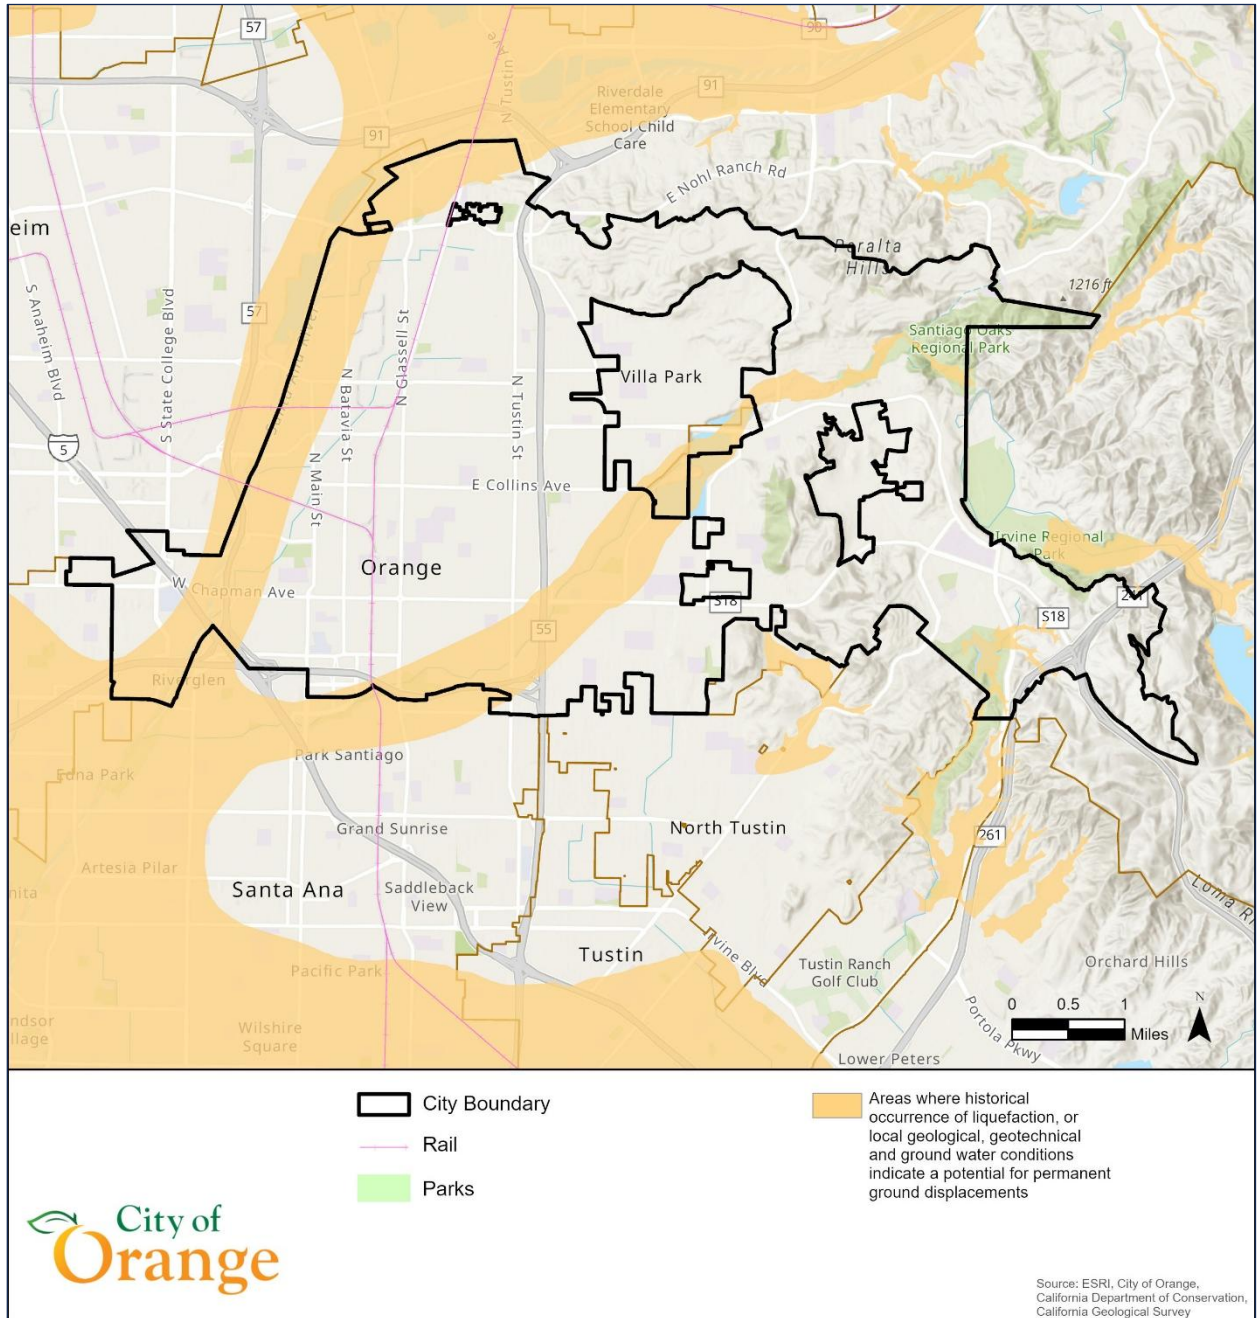 57
90
N Tustin Ave
91
Riverdale
Elementary
School Child
Care
91
E Nohl Ranch Rd
eim
Peralta
Hills
1216 ft
S Anaheim Blvd
S State College Blvd
57
N Glassell St
Santiago Oaks
Regional Park
N Batavia St
N Tustin St
Villa Park
5
N Main St
E Collins Ave
Irvine Regional
Park
Orange
W Chapman Ave
S18
241
S18
55
Riverglen
Park Santiago
Edna Park
Grand Sunrise
North Tustin
261
Artesia Pilar
nita
Santa Ana
Saddleback
View
Loma Ri
Tustin
Irvine Blvd
Tustin Ranch
Golf Club
Orchard Hills
Pacific Park
ndsor
illage
Wilshire
Square
Portola Pkwy
Lower Peters
0 0.5 1
Miles
N
City Boundary
Rail
Parks
Areas where historical
occurrence of liquefaction, or
local geological, geotechnical
and ground water conditions
indicate a potential for permanent
ground displacements
City of
Orange
Source: ESRI, City of Orange,
California Department of Conservation,
California Geological Survey